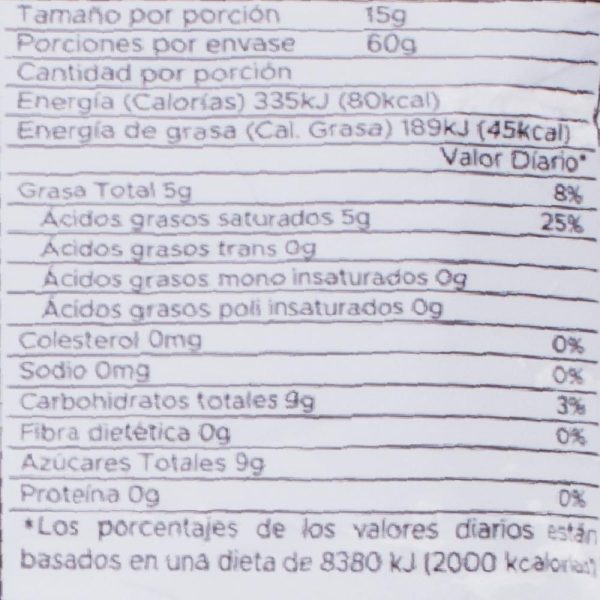 Tamaño por porción 15g
Porciones por envase 60g
Cantidad por porción
Energía (Calorías) 335kJ (80kcal)
Energía de grasa (Cal. Grasa) 189kJ (45kcal)
Valor Diario*
Grasa Total 5g 8%
Ácidos grasos saturados 5g 25%
Ácidos grasos trans 0g
Ácidos grasos mono insaturados 0g
Ácidos grasos poli insaturados 0g
Colesterol 0mg 0%
Sodio 0mg 0%
Carbohidratos totales 9g 3%
Fibra dietética 0g 0%
Azúcares Totales 9g
Proteína 0g 0%
*Los porcentajes de los valores diarios están
basados en una dieta de 8380 kJ (2000 kcalorías)